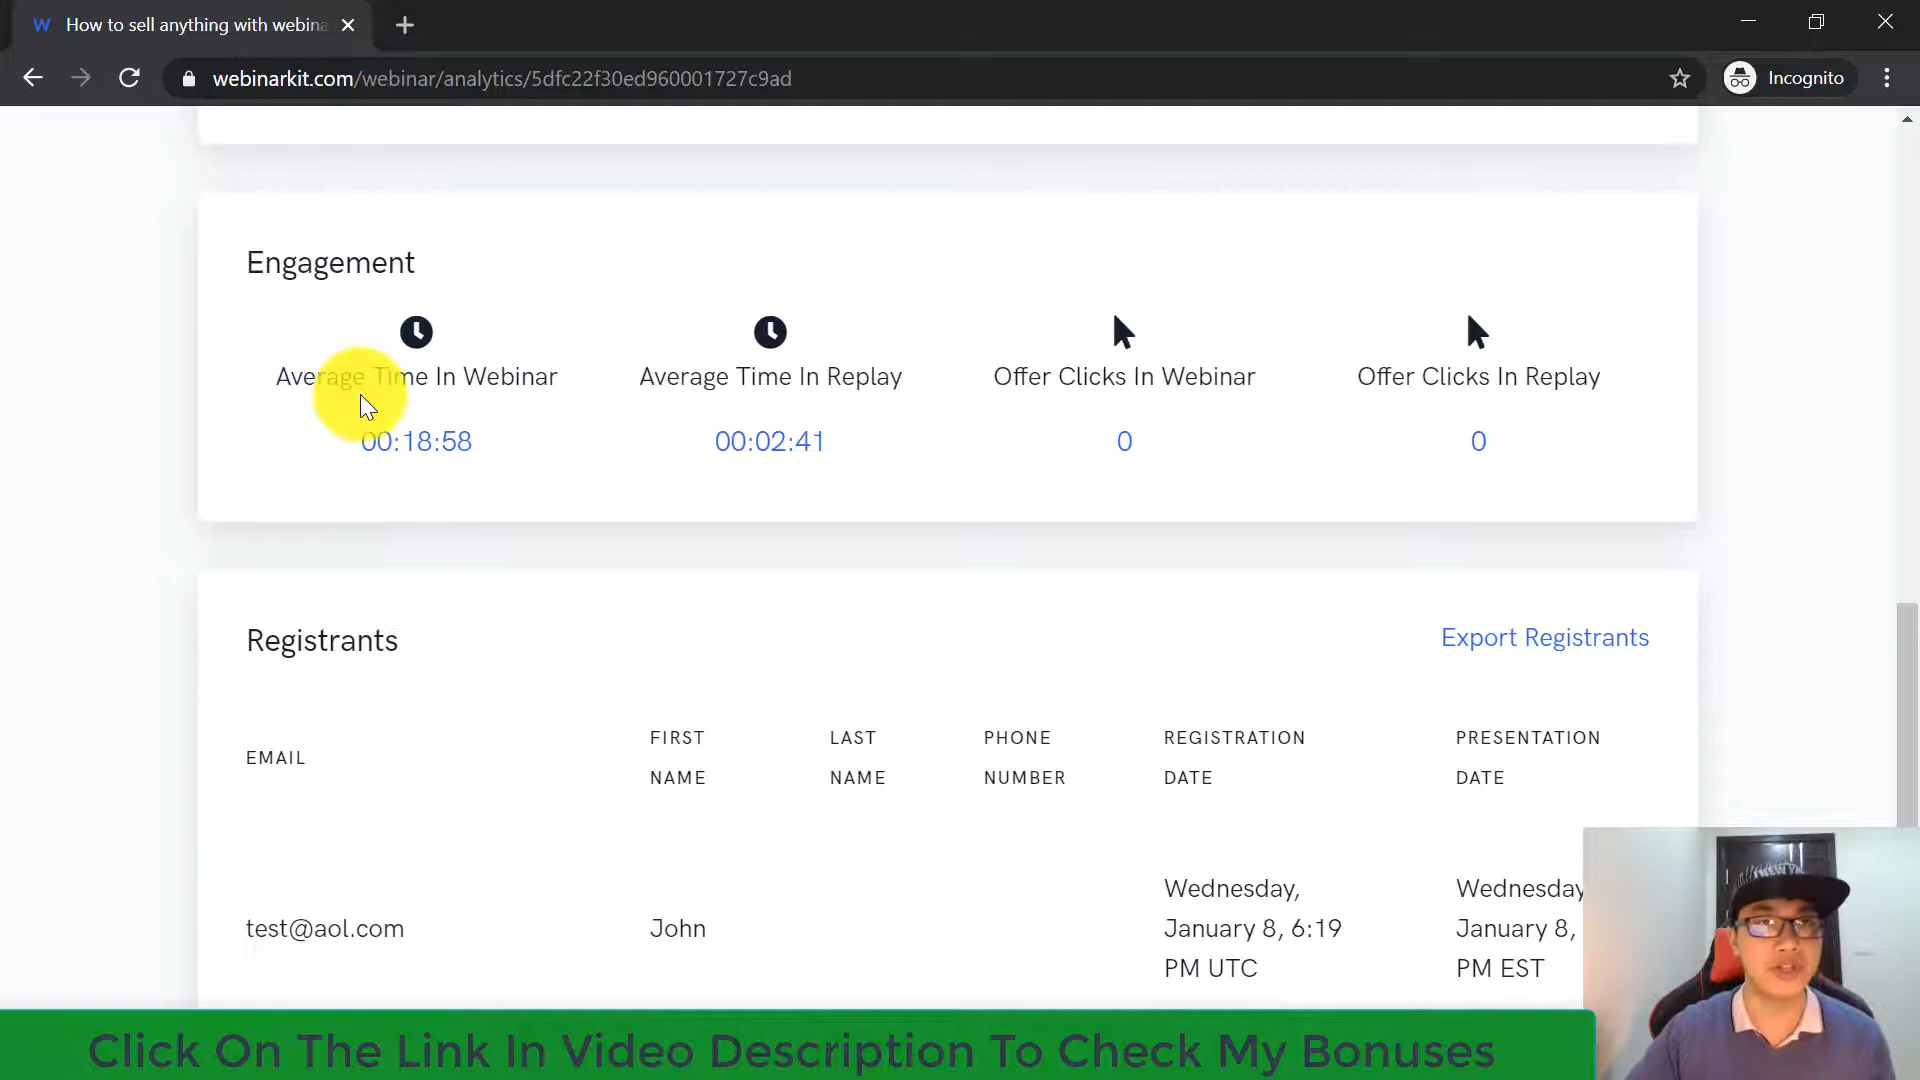 W How to sell anything with webina
webinarkit.com/webinar/analytics/5dfc22f30ed960001727c9ad
Incognito
Engagement
Average Time In Webinar
Average Time In Replay
Offer Clicks In Webinar
Offer Clicks In Replay
00:18:58
00:02:41
0
0
Registrants
Export Registrants
EMAIL
FIRST NAME
LAST NAME
PHONE NUMBER
REGISTRATION DATE
PRESENTATION DATE
test@aol.com
John
Wednesday,
January 8, 6:19
PM UTC
Wednesday
January 8,
PM EST
Click On The Link In Video Description To Check My Bonuses